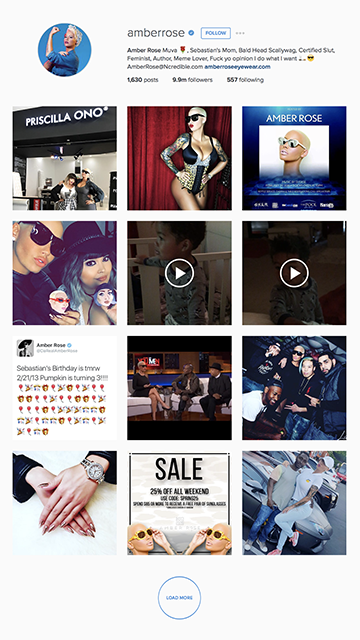 amberrose
FOLLOW
Amber Rose Muva 🌹, Sebastian's Mom, Bald Head Scallywag, Certified Slut,
Feminist, Author, Meme Lover, Fuck yo opinion I do what I want
AmberRose@Ncredible.com amberroseeyewear.com
1,630 posts 9.9m followers 557 following
PRISCILLA ONO
AMBER ROSE
Amber Rose
Sebastian's Birthday is tmrw
2/21/13 Pumpkin is turning 3!!!!
SALE
25% OFF ALL WEEKEND
USE CODE: SPRING25
SPEND $85 OR MORE TO RECEIVE A FREE PAIR OF SUNGLASSES
LOAD MORE